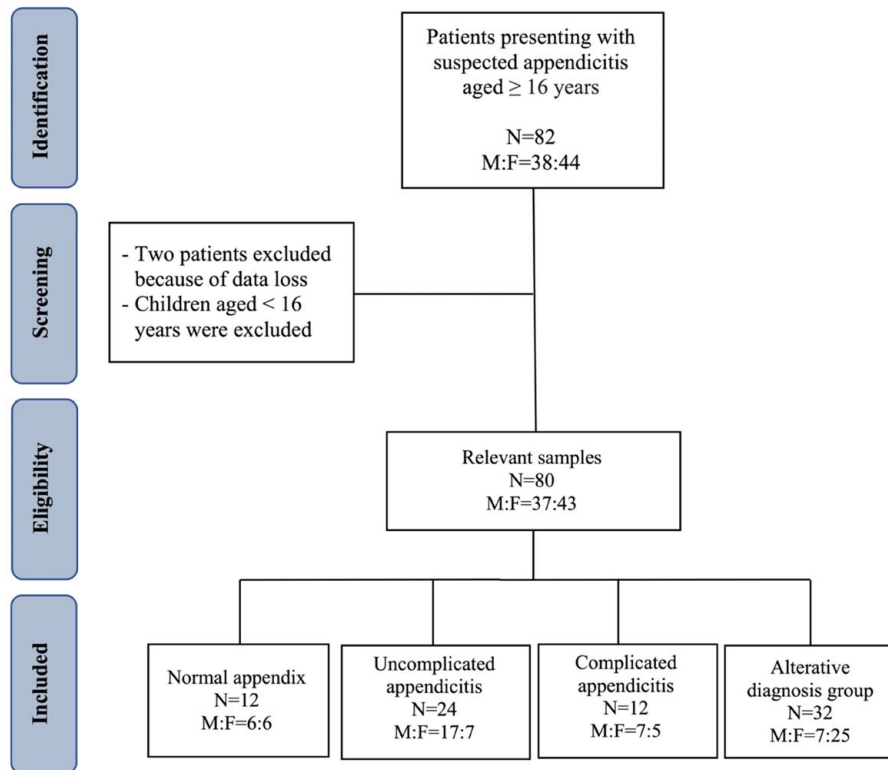 Identification
Patients presenting with
suspected appendicitis
aged ≥ 16 years
N=82
M:F=38:44
Screening
- Two patients excluded
because of data loss
- Children aged < 16
years were excluded
Eligibility
Relevant samples
N=80
M:F=37:43
Included
Normal appendix
N=12
M:F=6:6
Uncomplicated
appendicitis
N=24
M:F=17:7
Complicated
appendicitis
N=12
M:F=7:5
Alterative
diagnosis group
N=32
M:F=7:25